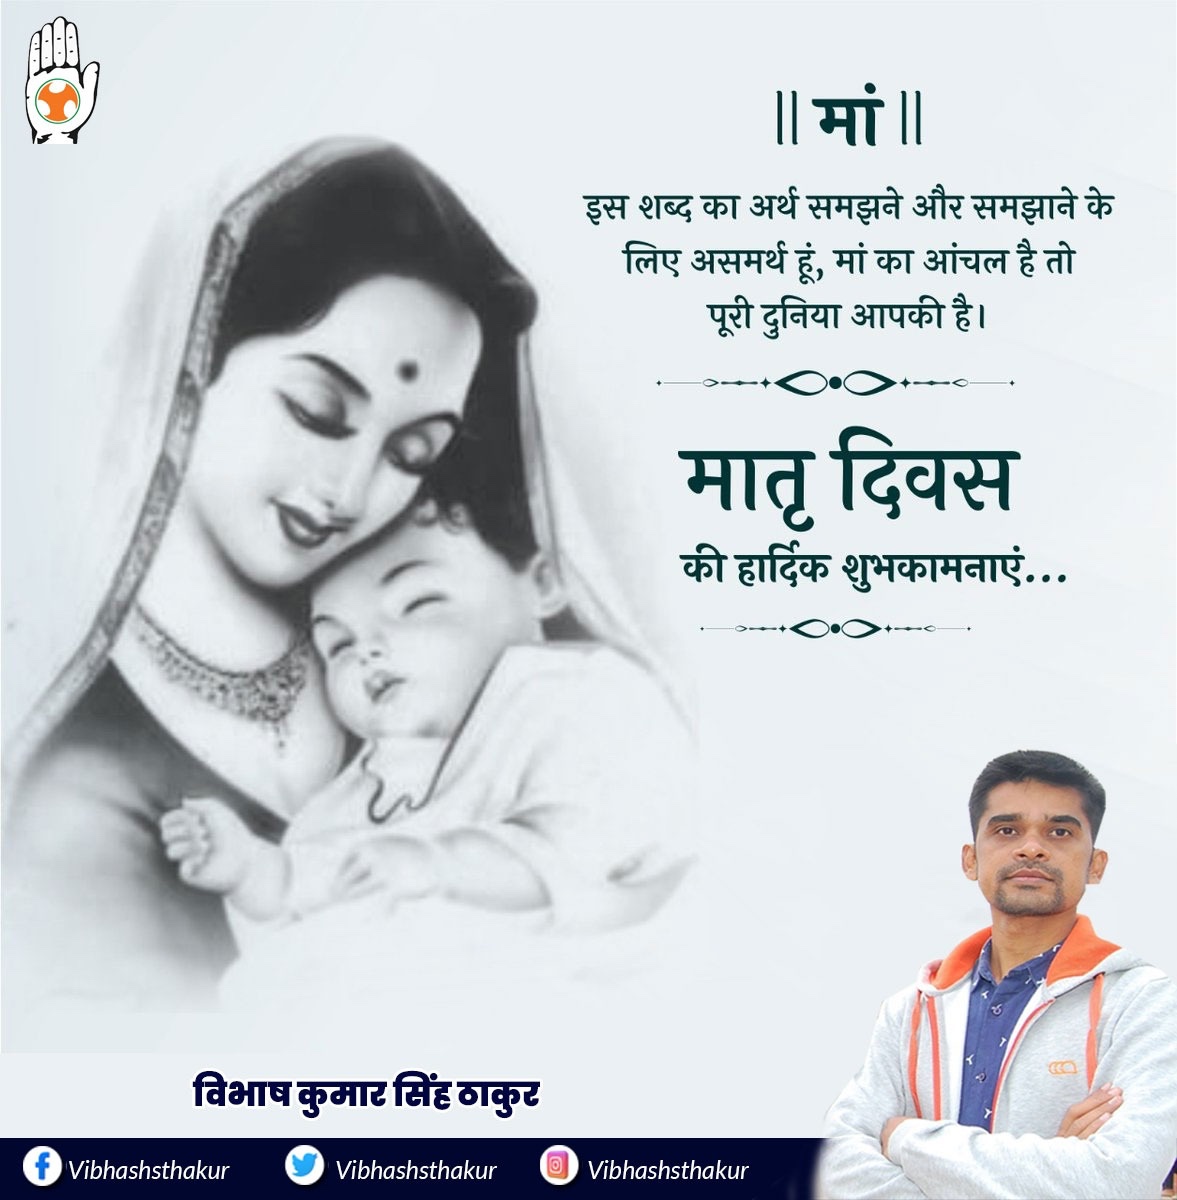 || मां ||
इस शब्द का अर्थ समझने और समझाने के
लिए असमर्थ हूं, मां का आंचल है तो
पूरी दुनिया आपकी है।
मातृ दिवस
की हार्दिक शुभकामनाएं...
विभाष कुमार सिंह ठाकुर
Vibhashsthakur Vibhashsthakur Vibhashsthakur